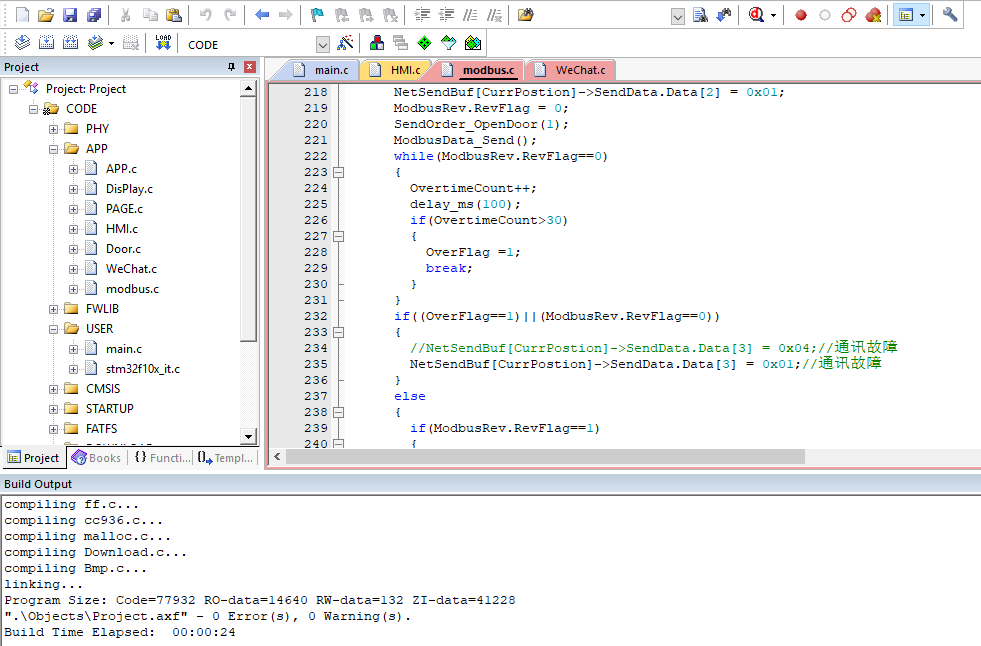 LOAD
CODE
Project
main.c
HMI.c
modbus.c
WeChat.c
Project: Project
CODE
PHY
APP
APP.c
DisPlay.c
PAGE.c
HMI.c
Door.c
WeChat.c
modbus.c
FWLIB
USER
main.c
stm32f10x_it.c
CMSIS
STARTUP
FATFS
218 NetSendBuf[CurrPostion]->SendData.Data[2] = 0x01;
219 ModbusRev.RevFlag = 0;
220 SendOrder_OpenDoor(1);
221 ModbusData_Send();
222 while(ModbusRev.RevFlag==0)
223 {
224 OvertimeCount++;
225 delay_ms(100);
226 if(OvertimeCount>30)
227 {
228 OverFlag =1;
229 break;
230 }
231 }
232 if((OverFlag==1)||(ModbusRev.RevFlag==0))
233 {
234 //NetSendBuf[CurrPostion]->SendData.Data[3] = 0x04;//通讯故障
235 NetSendBuf[CurrPostion]->SendData.Data[3] = 0x01;//通讯故障
236 }
237 else
238 {
239 if(ModbusRev.RevFlag==1)
240 {
Project
Books
{} Functi...
Templ...
Build Output
compiling ff.c...
compiling cc936.c...
compiling malloc.c...
compiling Download.c...
compiling Bmp.c...
linking...
Program Size: Code=77932 RO-data=14640 RW-data=132 ZI-data=41228
".\Objects\Project.axf" - 0 Error(s), 0 Warning(s).
Build Time Elapsed:  00:00:24